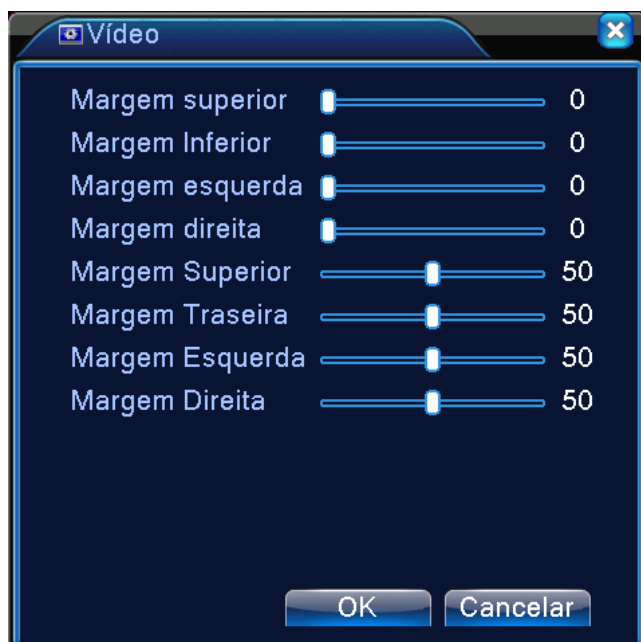 Vídeo
Margem superior 0
Margem Inferior 0
Margem esquerda 0
Margem direita 0
Margem Superior 50
Margem Traseira 50
Margem Esquerda 50
Margem Direita 50
OK Cancelar